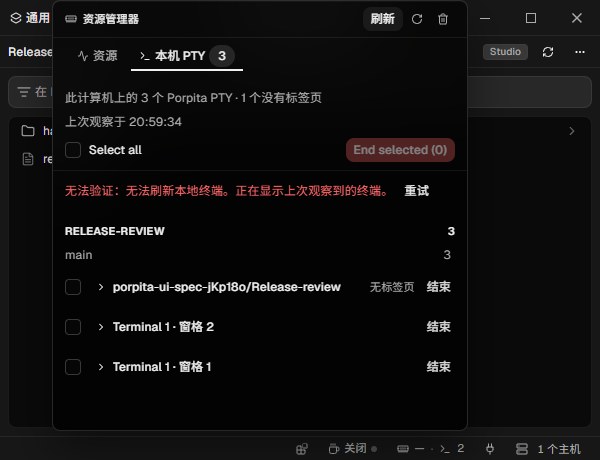 通用
资源管理器
刷新
Release
资源
本机 PTY 3
Studio
此计算机上的 3 个 Porpita PTY · 1 个没有标签页
上次观察于 20:59:34
Select all
End selected (0)
无法验证：无法刷新本地终端。正在显示上次观察到的终端。 重试
RELEASE-REVIEW 3
main 3
porpita-ui-spec-jKp18o/Release-review 无标签页 结束
Terminal 1 · 窗格 2 结束
Terminal 1 · 窗格 1 结束
关闭 — · 2 1 个主机